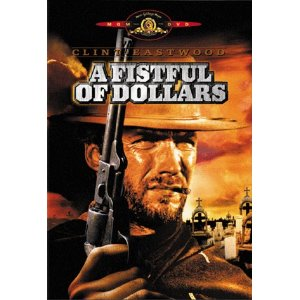 MGM DVD
CLINT EASTWOOD
A FISTFUL
OF DOLLARS